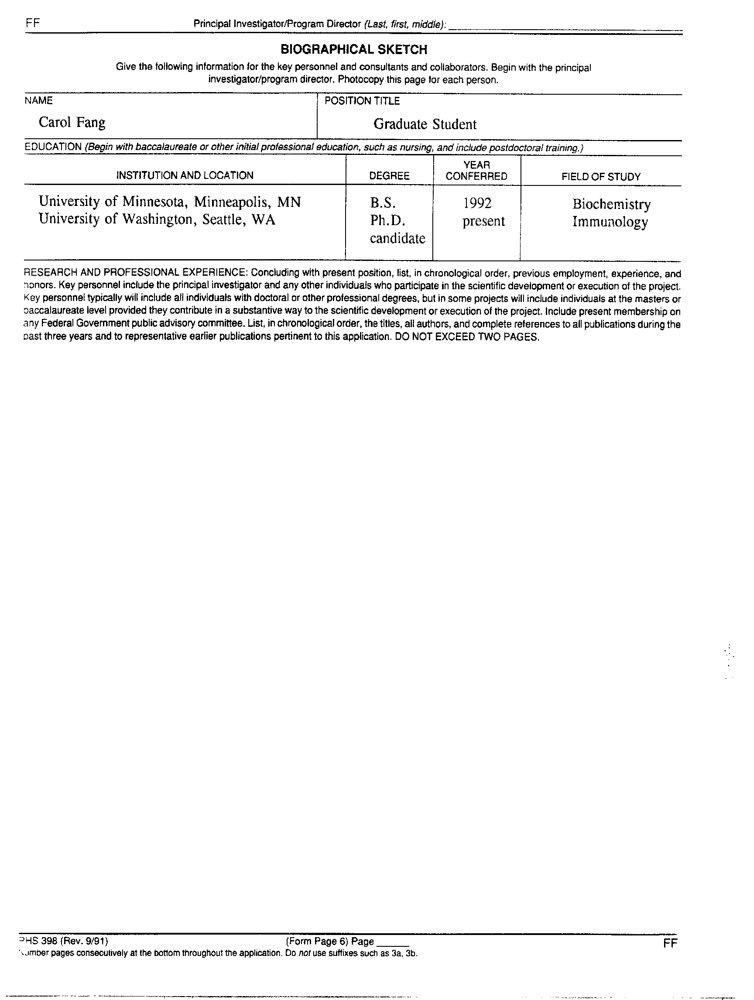 FF Principal Investigator/Program Director (Last, first, middle):
BIOGRAPHICAL SKETCH
Give the following information for the key personnel and consultants and collaborators. Begin with the principal
investigator/program director. Photocopy this page for each person.
NAME POSITION TITLE
Carol Fang Graduate Student
EDUCATION (Begin with baccalaureate or other initial professional education, such as nursing, and include postdoctoral training.)
INSTITUTION AND LOCATION DEGREE YEAR CONFERRED FIELD OF STUDY
University of Minnesota, Minneapolis, MN B.S. 1992 Biochemistry
University of Washington, Seattle, WA Ph.D. present Immunology
candidate
RESEARCH AND PROFESSIONAL EXPERIENCE: Concluding with present position, list, in chronological order, previous employment, experience, and
honors. Key personnel include the principal investigator and any other individuals who participate in the scientific development or execution of the project.
Key personnel typically will include all individuals with doctoral or other professional degrees, but in some projects will include individuals at the masters or
baccalaureate level provided they contribute in a substantive way to the scientific development or execution of the project. Include present membership on
any Federal Government public advisory committee. List, in chronological order, the titles, all authors, and complete references to all publications during the
past three years and to representative earlier publications pertinent to this application. DO NOT EXCEED TWO PAGES.
PHS 398 (Rev. 9/91) (Form Page 6) Page FF
Number pages consecutively at the bottom throughout the application. Do not use suffixes such as 3a, 3b.